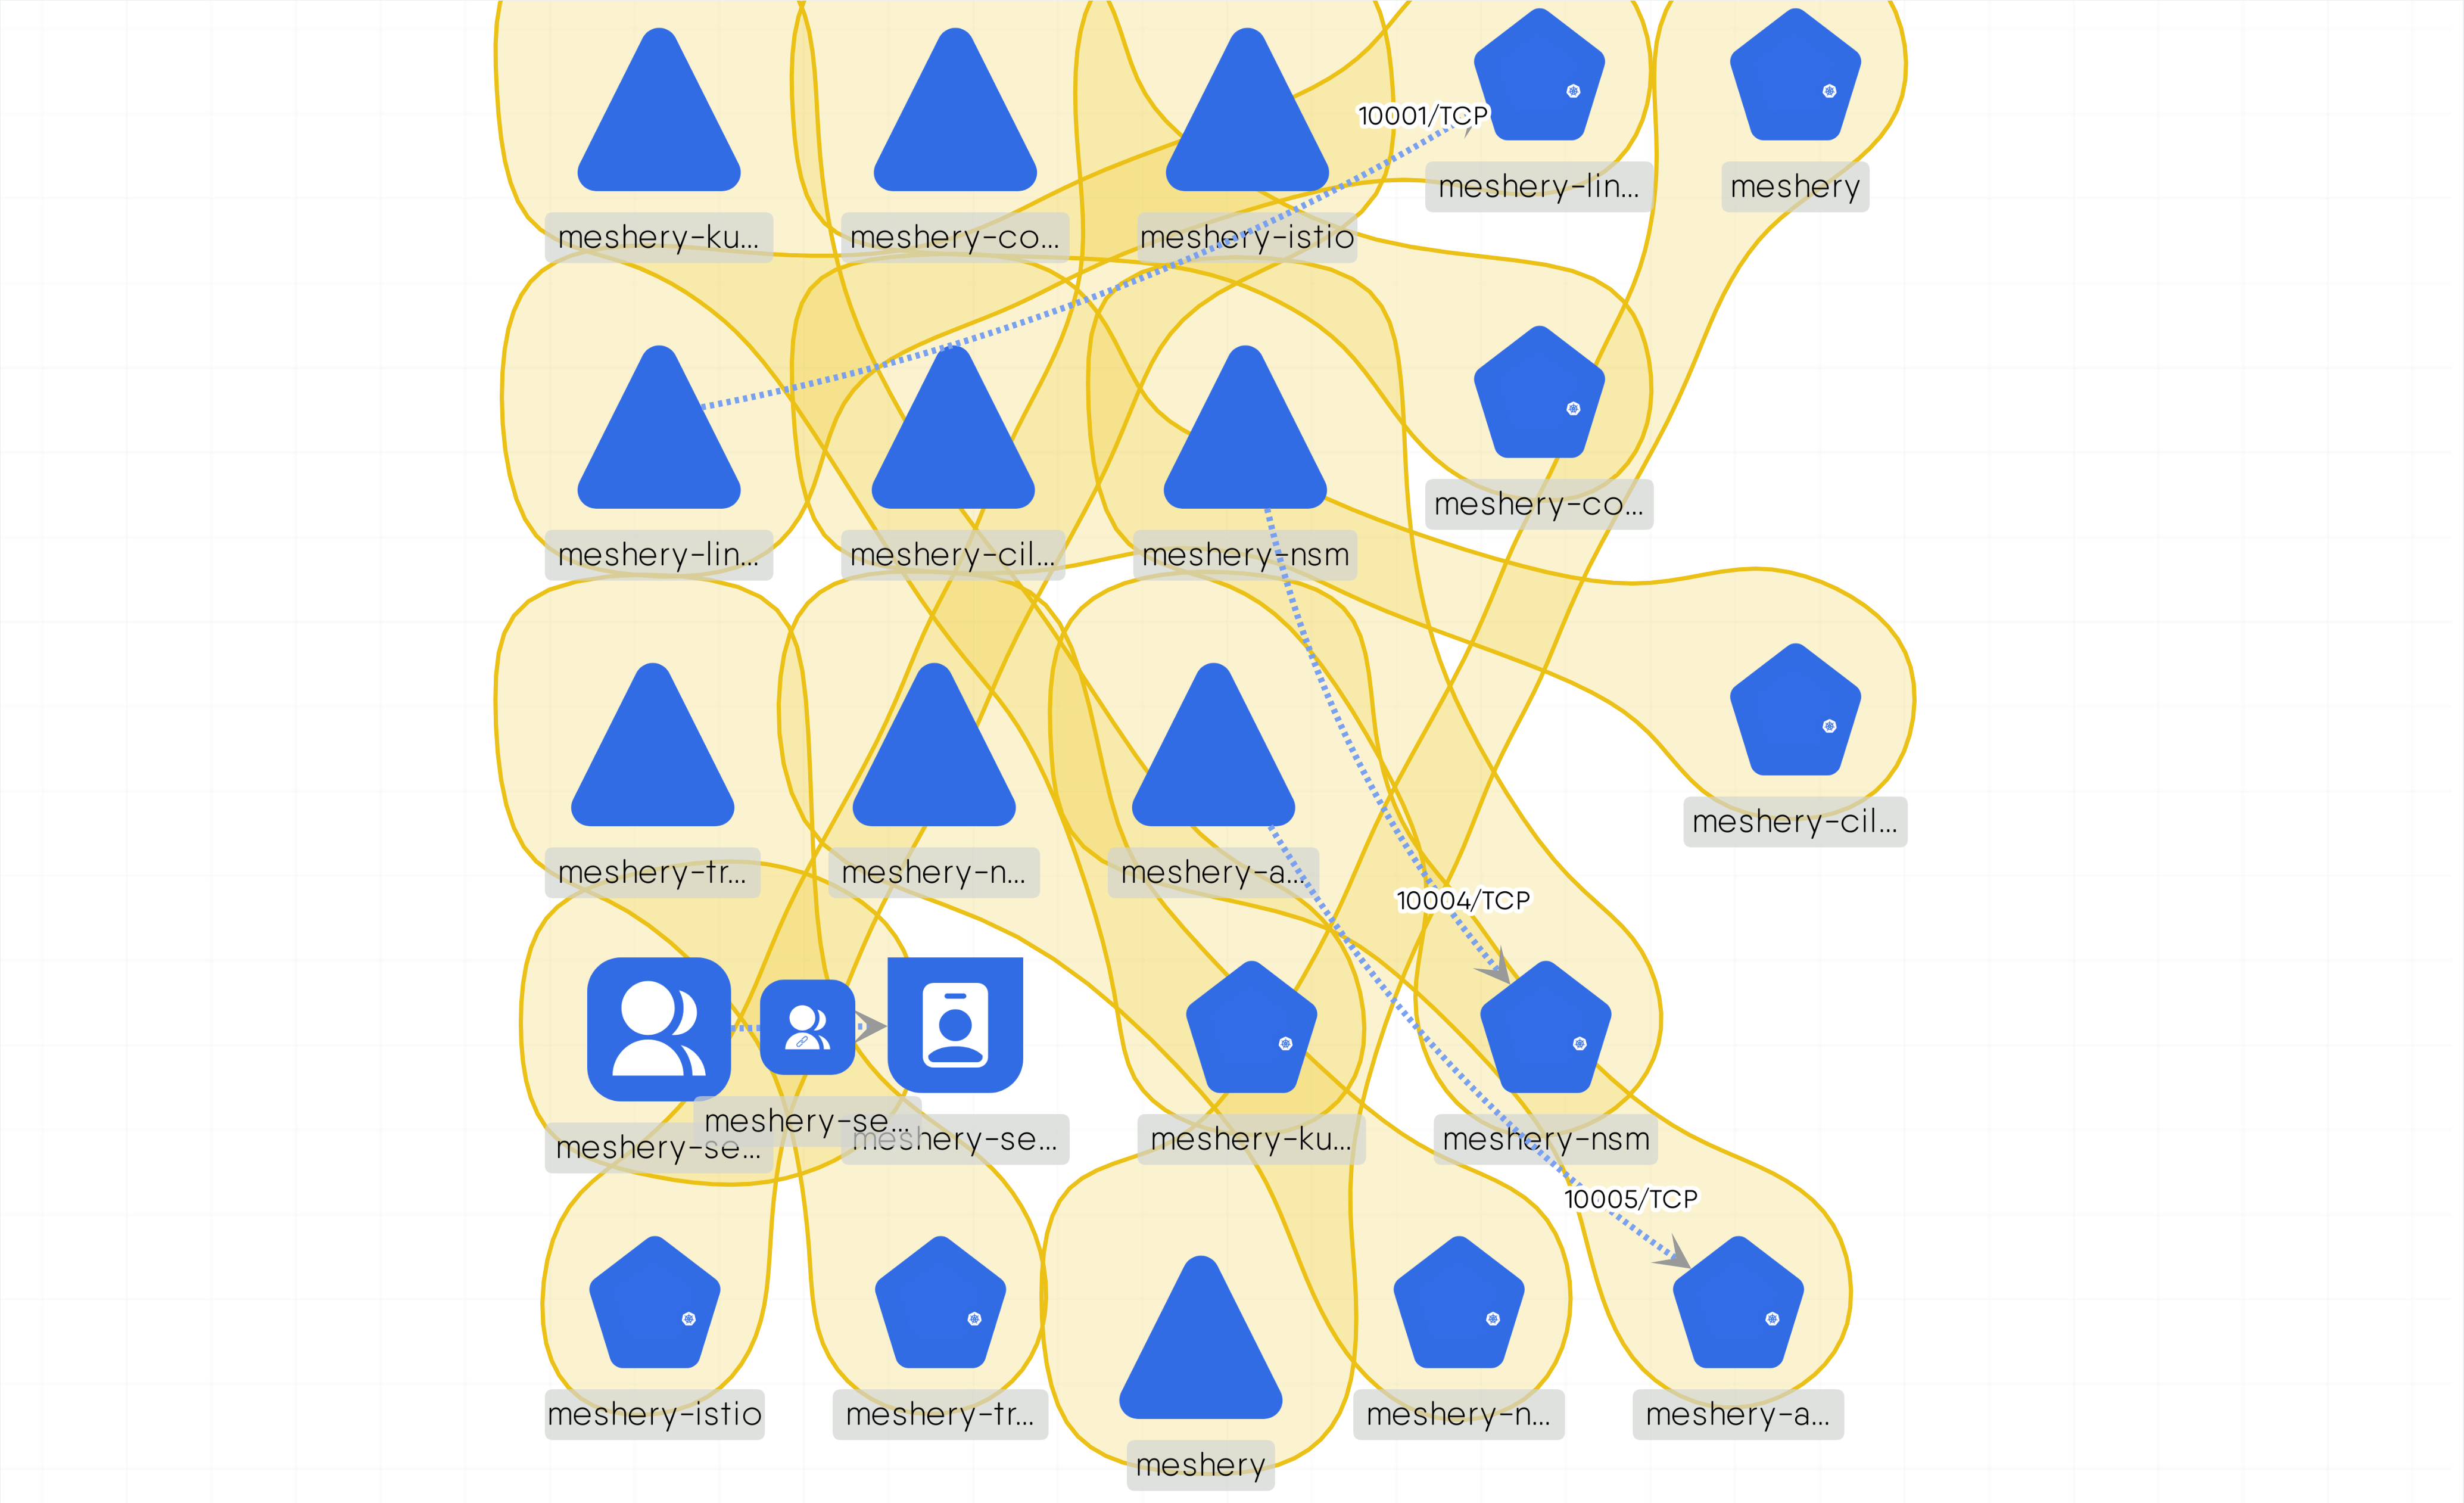 10001/TCP
meshery-lin...
meshery
meshery-ku...
meshery-co...
meshery-istio
meshery-co...
meshery-lin...
meshery-cil...
meshery-nsm
meshery-cil...
meshery-tr...
meshery-n...
meshery-a...
10004/TCP
meshery-se...
meshery-se...
meshery-se...
meshery-ku...
meshery-nsm
10005/TCP
meshery-istio
meshery-tr...
meshery-n...
meshery-a...
meshery